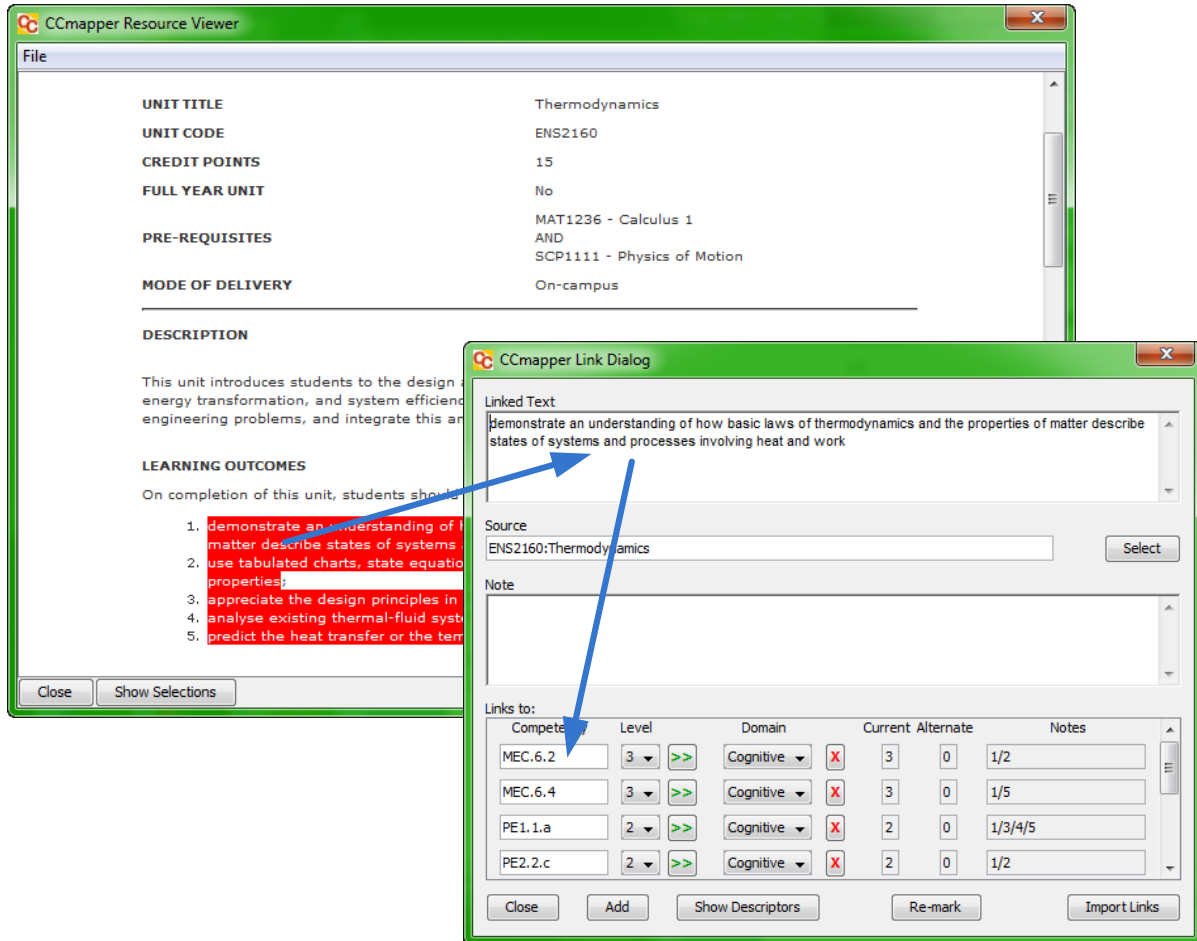 CCmapper Resource Viewer
File
UNIT TITLE Thermodynamics
UNIT CODE ENS2160
CREDIT POINTS 15
FULL YEAR UNIT No
PRE-REQUISITES MAT1236 - Calculus 1
AND
SCP1111 - Physics of Motion
MODE OF DELIVERY On-campus
DESCRIPTION
This unit introduces students to the design
energy transformation, and system
engineering problems, and integrate this
LEARNING OUTCOMES
On completion of this unit, students should
1. demonstrate an understanding of
matter describe states of systems
2. use tabulated charts, state
properties;
3. appreciate the design principles in
4. analyse existing thermal-fluid
5. predict the heat transfer or the
Close Show Selections
CCmapper Link Dialog
Linked Text
demonstrate an understanding of how basic laws of thermodynamics and the properties of matter describe
states of systems and processes involving heat and work
Source
ENS2160:Thermodynamics Select
Note
Links to:
Competency Level Domain Current Alternate Notes
MEC.6.2 3 >> Cognitive X 3 0 1/2
MEC.6.4 3 >> Cognitive X 3 0 1/5
PE1.1.a 2 >> Cognitive X 2 0 1/3/4/5
PE2.2.c 2 >> Cognitive X 2 0 1/2
Close Add Show Descriptors Re-mark Import Links